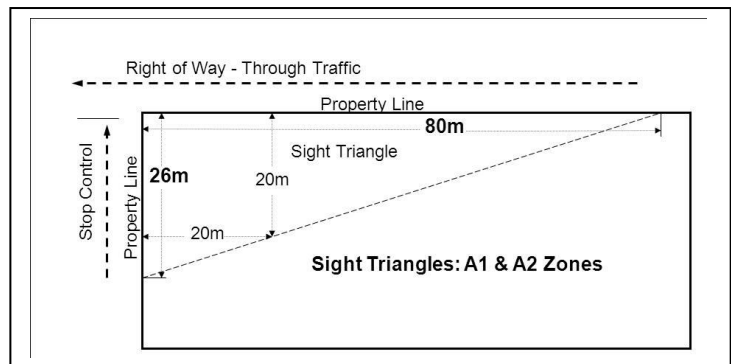 Right of Way - Through Traffic
Property Line
80m
Sight Triangle
Stop Control
Property Line
26m
20m
20m
Sight Triangles: A1 & A2 Zones